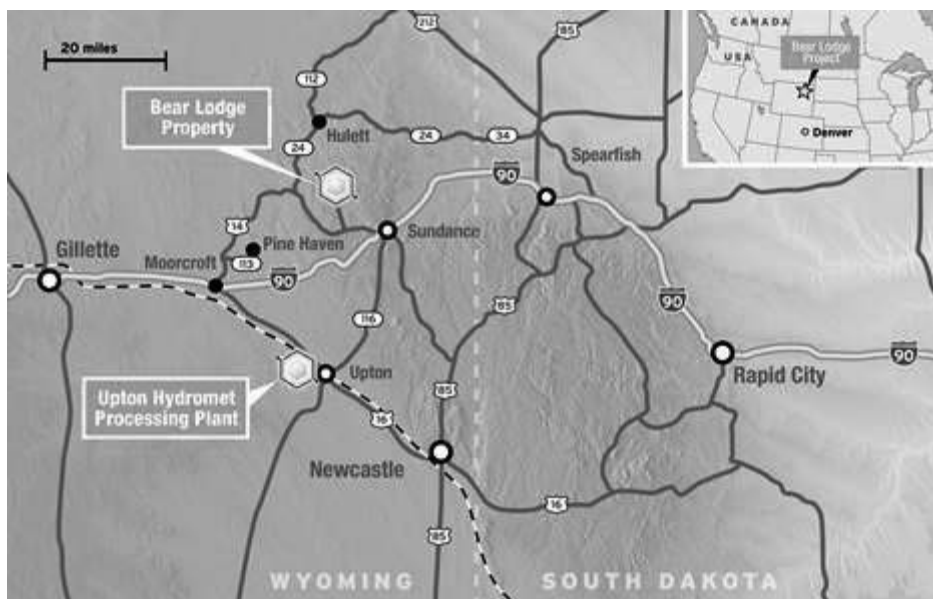 20 miles
212
85
CANADA
USA
Bear Lodge
Project
Denver
112
Bear Lodge
Property
Hulett
24
24
34
Spearfish
90
14
Sundance
Pine Haven
Gillette
Moorcroft
113
90
85
90
116
90
Rapid City
Upton
Upton Hydromet
Processing Plant
85
16
Newcastle
16
85
WYOMING
SOUTH DAKOTA